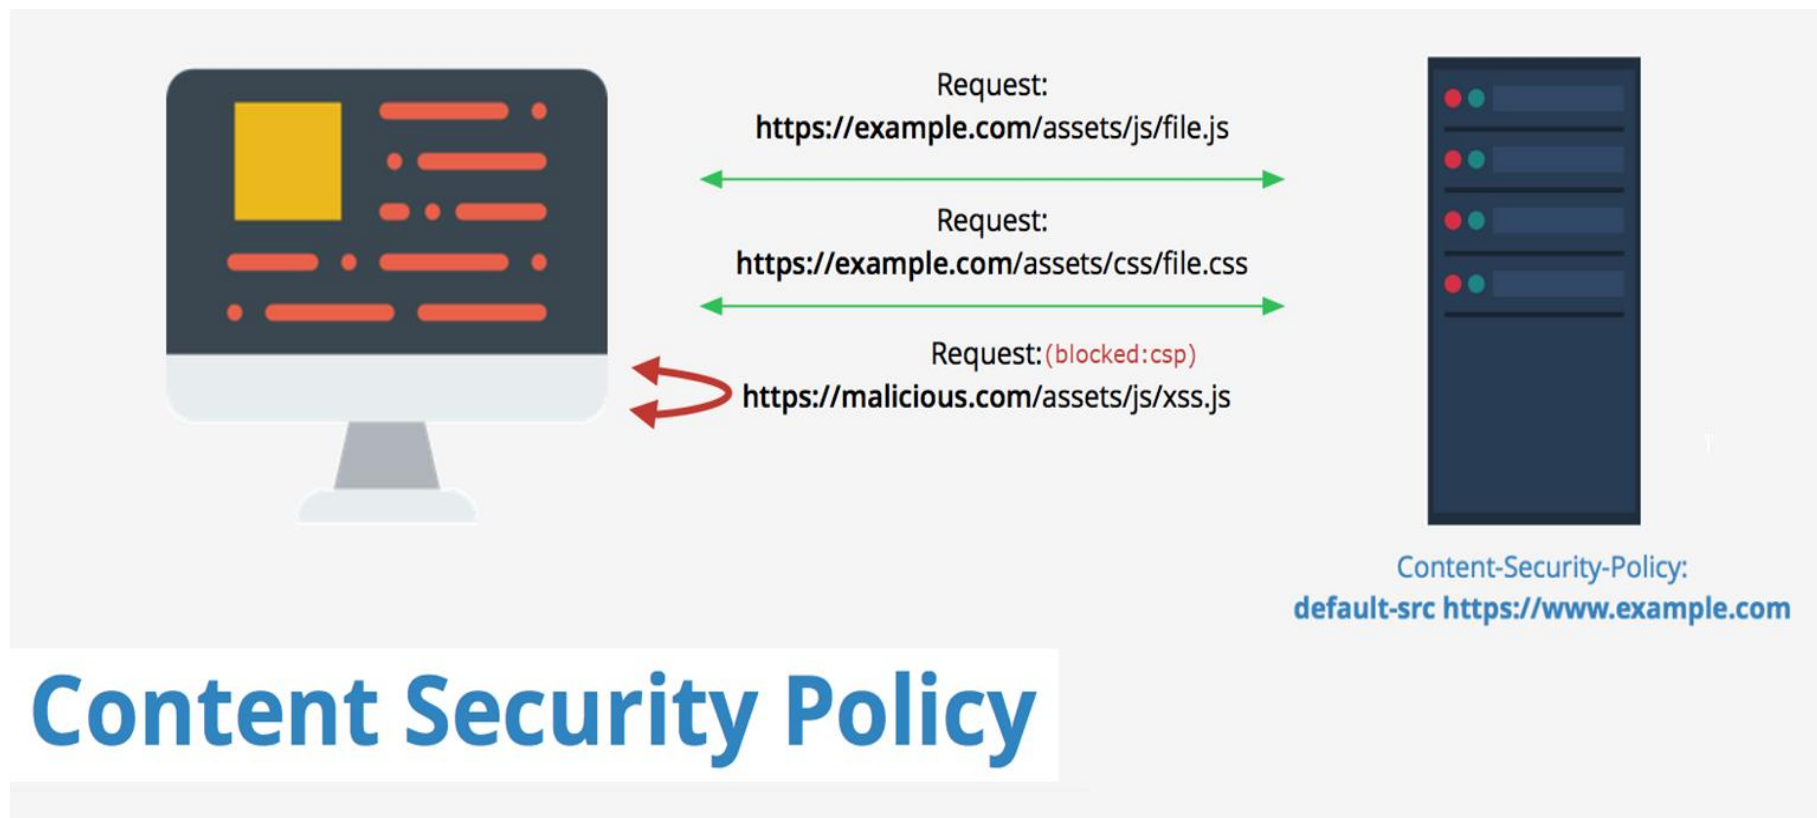 Request:
https://example.com/assets/js/file.js
Request:
https://example.com/assets/css/file.css
Request:(blocked:csp)
https://malicious.com/assets/js/xss.js
Content-Security-Policy:
default-src https://www.example.com
Content Security Policy